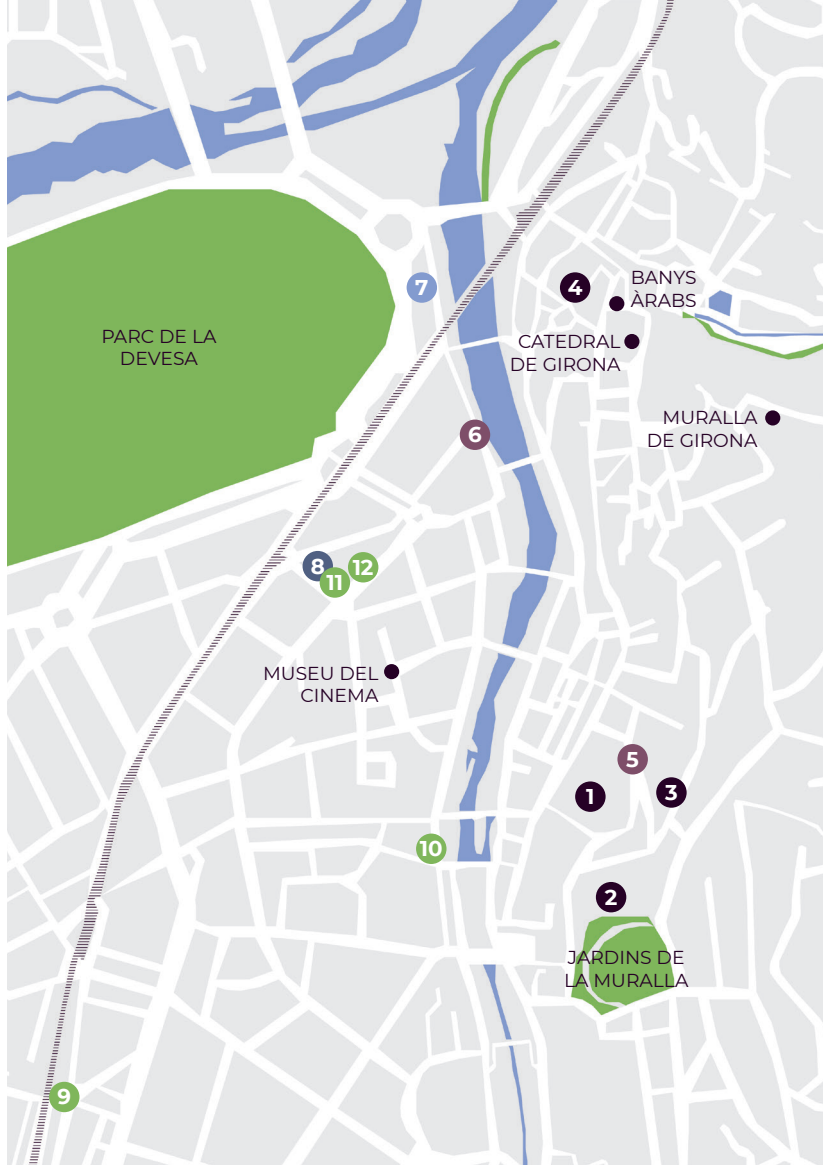 7
4
BANYS
ÀRABS
PARC DE LA
DEVESA
CATEDRAL
DE GIRONA
MURALLA
DE GIRONA
6
8
11
12
MUSEU DEL
CINEMA
5
1
3
10
2
JARDINS DE
LA MURALLA
9